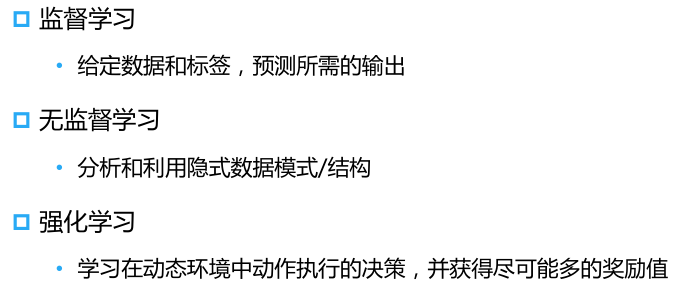 监督学习
给定数据和标签，预测所需的输出
无监督学习
分析和利用隐式数据模式/结构
强化学习
学习在动态环境中动作执行的决策，并获得尽可能多的奖励值